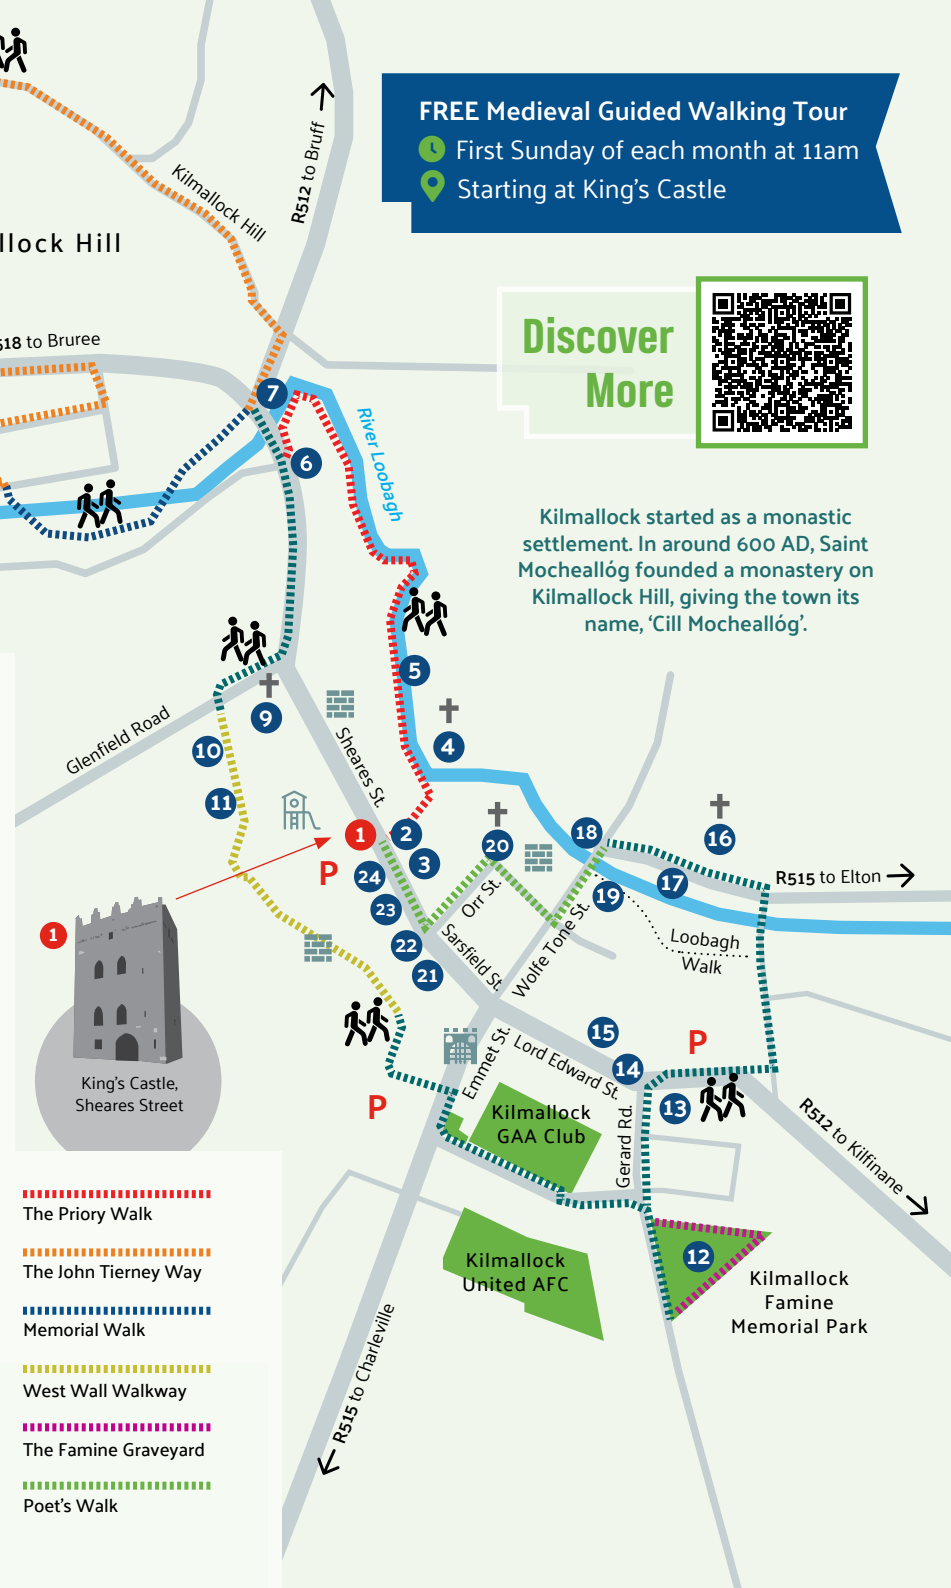 FREE Medieval Guided Walking Tour
First Sunday of each month at 11am
Starting at King's Castle
R512 to Bruff
Kilmallock Hill
llock Hill
518 to Bruree
Discover
More
7
River Loobagh
6
Kilmallock started as a monastic
settlement. In around 600 AD, Saint
Mocheallóg founded a monastery on
Kilmallock Hill, giving the town its
name, ‘Cill Mocheallóg’.
5
9
Glenfield Road
10
Sheares St.
4
11
1
2
3
P
24
20
18
16
17
R515 to Elton
19
23
Orr St.
22
21
Sarsfield St.
Wolfe Tone St.
Loobagh
Walk
1
King's Castle,
Sheares Street
15
P
14
Lord Edward St.
Emmet St.
13
P
Kilmallock
GAA Club
Gerard Rd.
R512 to Kilfinane
12
Kilmallock
United AFC
Kilmallock
Famine
Memorial Park
R515 to Charleville
The Priory Walk
The John Tierney Way
Memorial Walk
West Wall Walkway
The Famine Graveyard
Poet's Walk